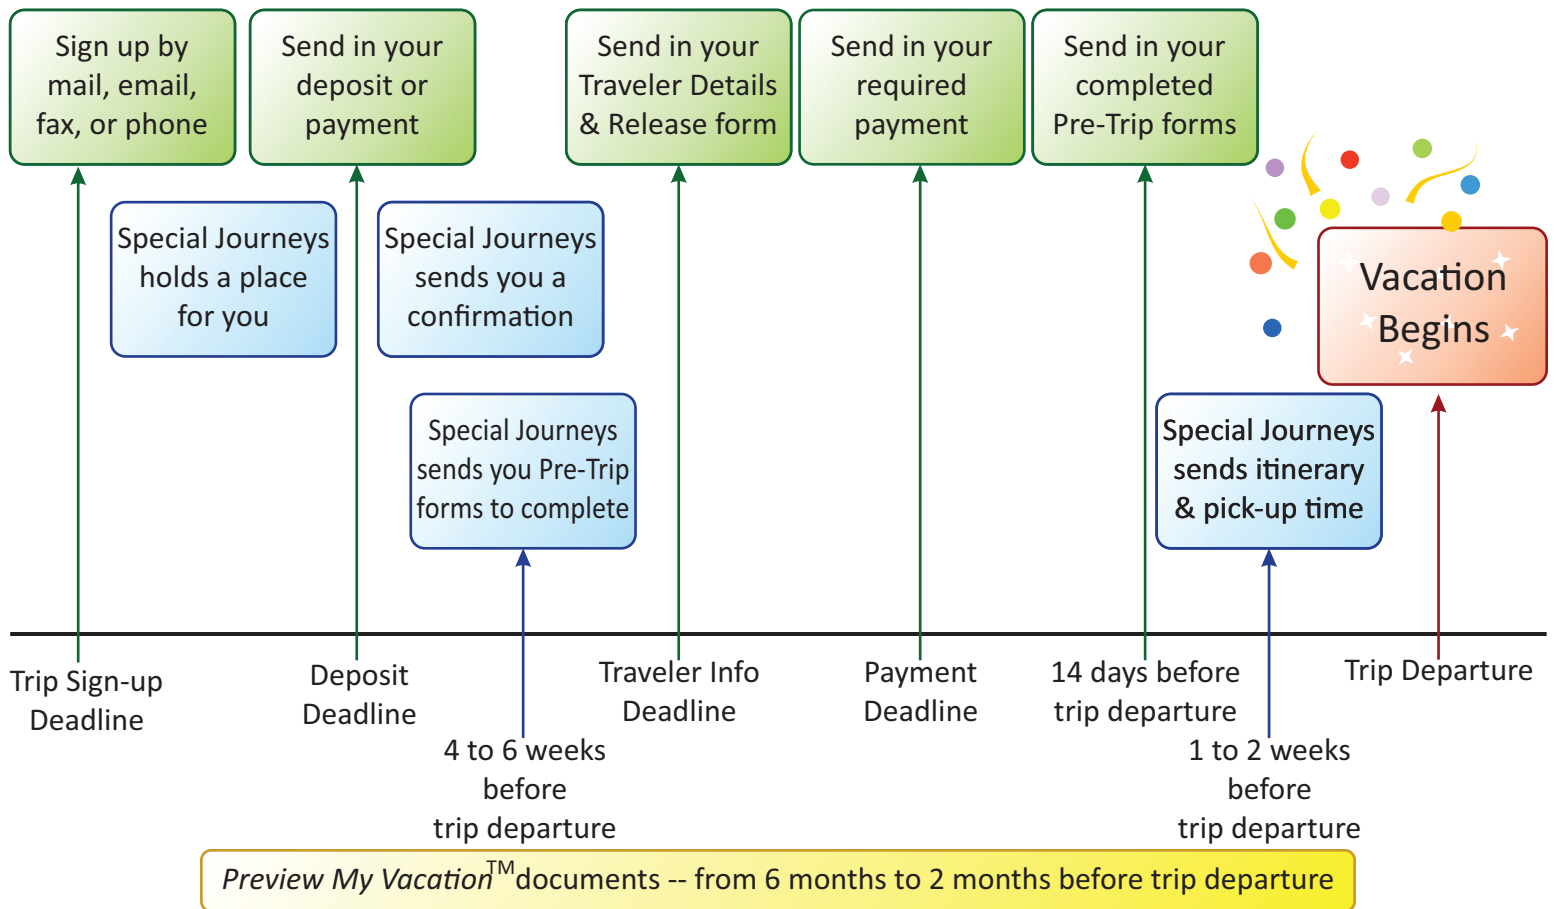 Sign up by
mail, email,
fax, or phone
Send in your
deposit or
payment
Send in your
Traveler Details
& Release form
Send in your
required
payment
Send in your
completed
Pre-Trip forms
Special Journeys
holds a place
for you
Special Journeys
sends you a
confirmation
Vacation
Begins
Special Journeys
sends you Pre-Trip
forms to complete
Special Journeys
sends itinerary
& pick-up time
Trip Sign-up
Deadline
Deposit
Deadline
Traveler Info
Deadline
Payment
Deadline
14 days before
trip departure
Trip Departure
4 to 6 weeks
before
trip departure
1 to 2 weeks
before
trip departure
Preview My Vacation™ documents -- from 6 months to 2 months before trip departure